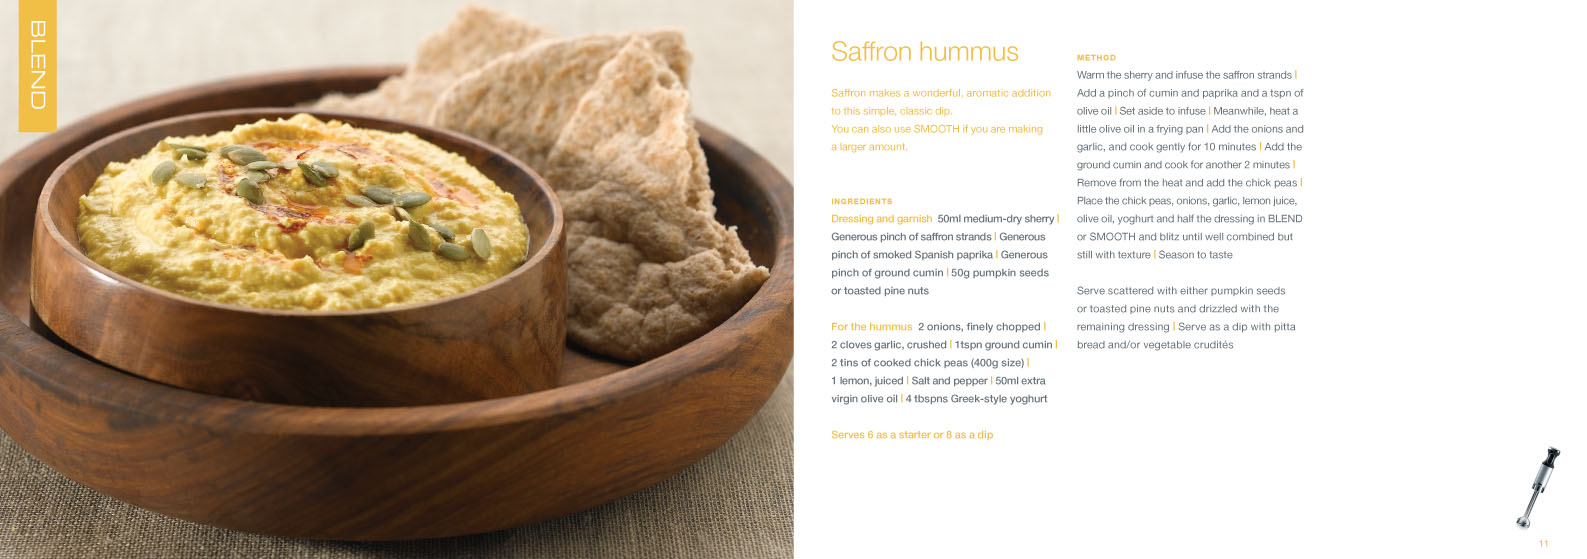 BLEND
Saffron hummus
Saffron makes a wonderful, aromatic addition
to this simple, classic dip.
You can also use SMOOTH if you are making
a larger amount.
INGREDIENTS
Dressing and garnish 50ml medium-dry sherry |
Generous pinch of saffron strands | Generous
pinch of smoked Spanish paprika | Generous
pinch of ground cumin | 50g pumpkin seeds
or toasted pine nuts
For the hummus 2 onions, finely chopped |
2 cloves garlic, crushed | 1tspn ground cumin |
2 tins of cooked chick peas (400g size) |
1 lemon, juiced | Salt and pepper | 50ml extra
virgin olive oil | 4 tbspns Greek-style yoghurt
Serves 6 as a starter or 8 as a dip
METHOD
Warm the sherry and infuse the saffron strands |
Add a pinch of cumin and paprika and a tspn of
olive oil | Set aside to infuse | Meanwhile, heat a
little olive oil in a frying pan | Add the onions and
garlic, and cook gently for 10 minutes | Add the
ground cumin and cook for another 2 minutes |
Remove from the heat and add the chick peas |
Place the chick peas, onions, garlic, lemon juice,
olive oil, yoghurt and half the dressing in BLEND
or SMOOTH and blitz until well combined but
still with texture | Season to taste
Serve scattered with either pumpkin seeds
or toasted pine nuts and drizzled with the
remaining dressing | Serve as a dip with pitta
bread and/or vegetable crudités
11